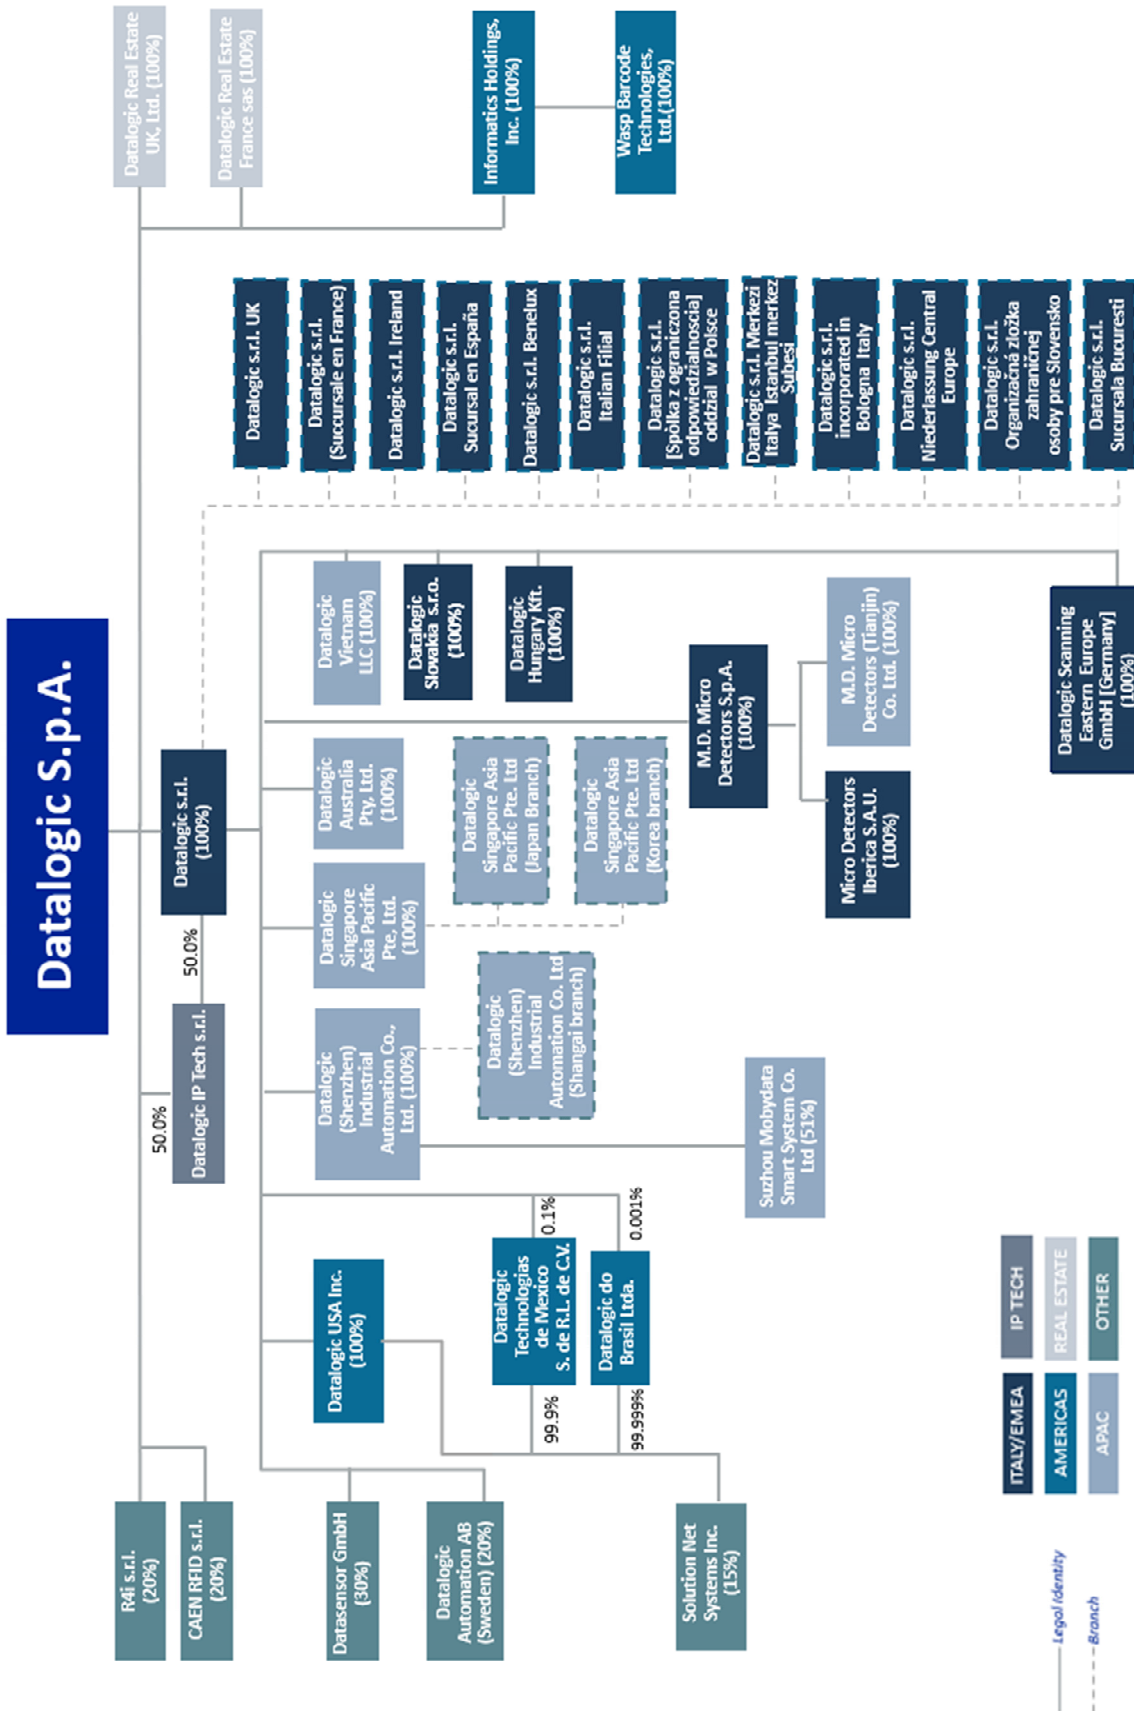 Datalogic S.p.A.
R4i s.r.l.
(20%)
CAEN RFID s.r.l.
(20%)
50.0%
Datalogic IP Tech s.r.l.
50.0%
Datalogic s.r.l.
(100%)
Datalogic Real Estate
UK, Ltd. (100%)
Datalogic Real Estate
France sas (100%)
Informatics Holdings,
Inc. (100%)
Wasp Barcode
Technologies,
Ltd.(100%)
Datasensor GmbH
(30%)
Datalogic
Automation AB
(Sweden) (20%)
Solution Net
Systems Inc.
(15%)
Datalogic USA Inc.
(100%)
99.9%
Datalogic
Technologias
de Mexico
S. de R.L. de C.V.
0.1%
99.999%
Datalogic do
Brasil Ltda.
0.001%
Datalogic
(Shenzhen)
Industrial
Automation Co.,
Ltd. (100%)
Datalogic
(Shenzhen)
Industrial
Automation Co. Ltd
(Shangai branch)
Suzhou Mobydata
Smart System Co.
Ltd (51%)
Datalogic
Singapore
Asia Pacific
Pte, Ltd.
(100%)
Datalogic
Singapore Asia
Pacific Pte. Ltd
(Japan Branch)
Datalogic
Singapore Asia
Pacific Pte. Ltd
(Korea branch)
Datalogic
Australia
Pty, Ltd.
(100%)
Datalogic
Vietnam
LLC (100%)
Datalogic
Slovakia s.r.o.
(100%)
Datalogic
Hungary Kft.
(100%)
M.D. Micro
Detectors S.p.A.
(100%)
Micro Detectors
Iberica S.A.U.
(100%)
M.D. Micro
Detectors (Tianjin)
Co. Ltd. (100%)
Datalogic Scanning
Eastern Europe
GmbH [Germany]
(100%)
Datalogic s.r.l. UK
Datalogic s.r.l.
(Succursale en France)
Datalogic s.r.l. Ireland
Datalogic s.r.l.
Sucursal en España
Datalogic s.r.l. Benelux
Datalogic s.r.l.
Italian Filial
Datalogic s.r.l.
[Spólka z ograniczona
odpowiedzialnoscia]
oddzial w Polsce
Datalogic s.r.l. Merkezi
Italya Istanbul merkez
Subesi
Datalogic s.r.l.
incorporated in
Bologna Italy
Datalogic s.r.l.
Niederlassung Central
Europe
Datalogic s.r.l.
Organizačná zložka
zahraničnej
osoby pre Slovensko
Datalogic s.r.l.
Sucursala Bucuresti
Legal Identity
Branch
ITALY/EMEA
IP TECH
AMERICAS
REAL ESTATE
APAC
OTHER